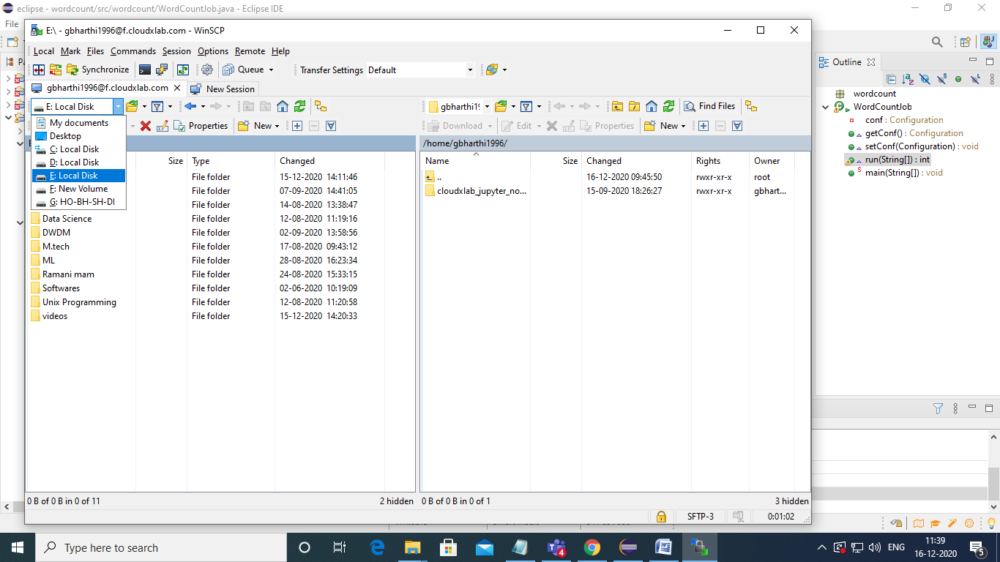 eclipse - wordcount/src/wordcount/WordCountJob.java - Eclipse IDE
File
E:\ - gbharthi1996@f.cloudxlab.com - WinSCP
Local Mark Files Commands Session Options Remote Help
Synchronize Queue Transfer Settings Default
gbharthi1996@f.cloudxlab.com New Session
E: Local Disk
My documents
Desktop
C: Local Disk
D: Local Disk
E: Local Disk
F: New Volume
G: HO-BH-SH-DI
Properties New
Size Type Changed
File folder 15-12-2020 14:11:46
File folder 07-09-2020 14:41:05
File folder 14-08-2020 13:38:47
Data Science File folder 12-08-2020 11:19:16
DWDM File folder 02-09-2020 13:58:56
M.tech File folder 17-08-2020 09:43:12
ML File folder 28-08-2020 16:23:34
Ramani mam File folder 24-08-2020 15:33:15
Softwares File folder 02-06-2020 10:19:09
Unix Programming File folder 12-08-2020 11:20:58
videos File folder 15-12-2020 14:20:33
0 B of 0 B in 0 of 11 2 hidden
gbharthi1 Find Files
Download Edit Properties New
/home/gbharthi1996/
Name Size Changed Rights Owner
.. 16-12-2020 09:45:50 rwxr-xr-x root
cloudxlab_jupyter_no... 15-09-2020 18:26:27 rwxr-xr-x gbhart...
0 B of 0 B in 0 of 1 3 hidden
SFTP-3 0:01:02
Outline
wordcount
WordCountJob
conf : Configuration
getConf() : Configuration
setConf(Configuration) : void
run(String[]) : int
main(String[]) : void
Type here to search
4
ENG
11:39
16-12-2020
5